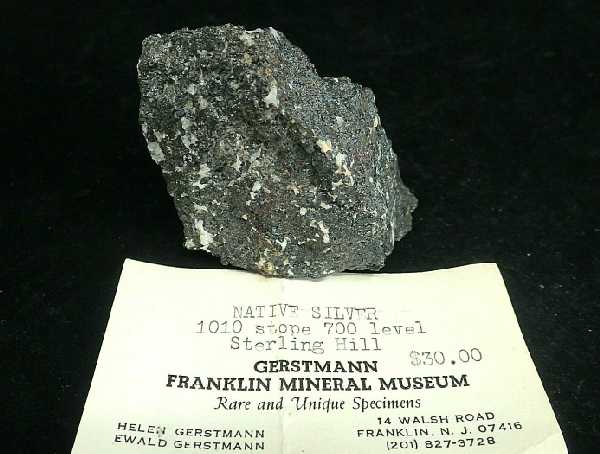 NATIVE SILVER
1010 stope 700 level
Sterling Hill
$30.00
GERSTMANN
FRANKLIN MINERAL MUSEUM
Rare and Unique Specimens
HELEN GERSTMANN
EWALD GERSTMANN
14 WALSH ROAD
FRANKLIN, N. J. 07416
(201) 827-3728